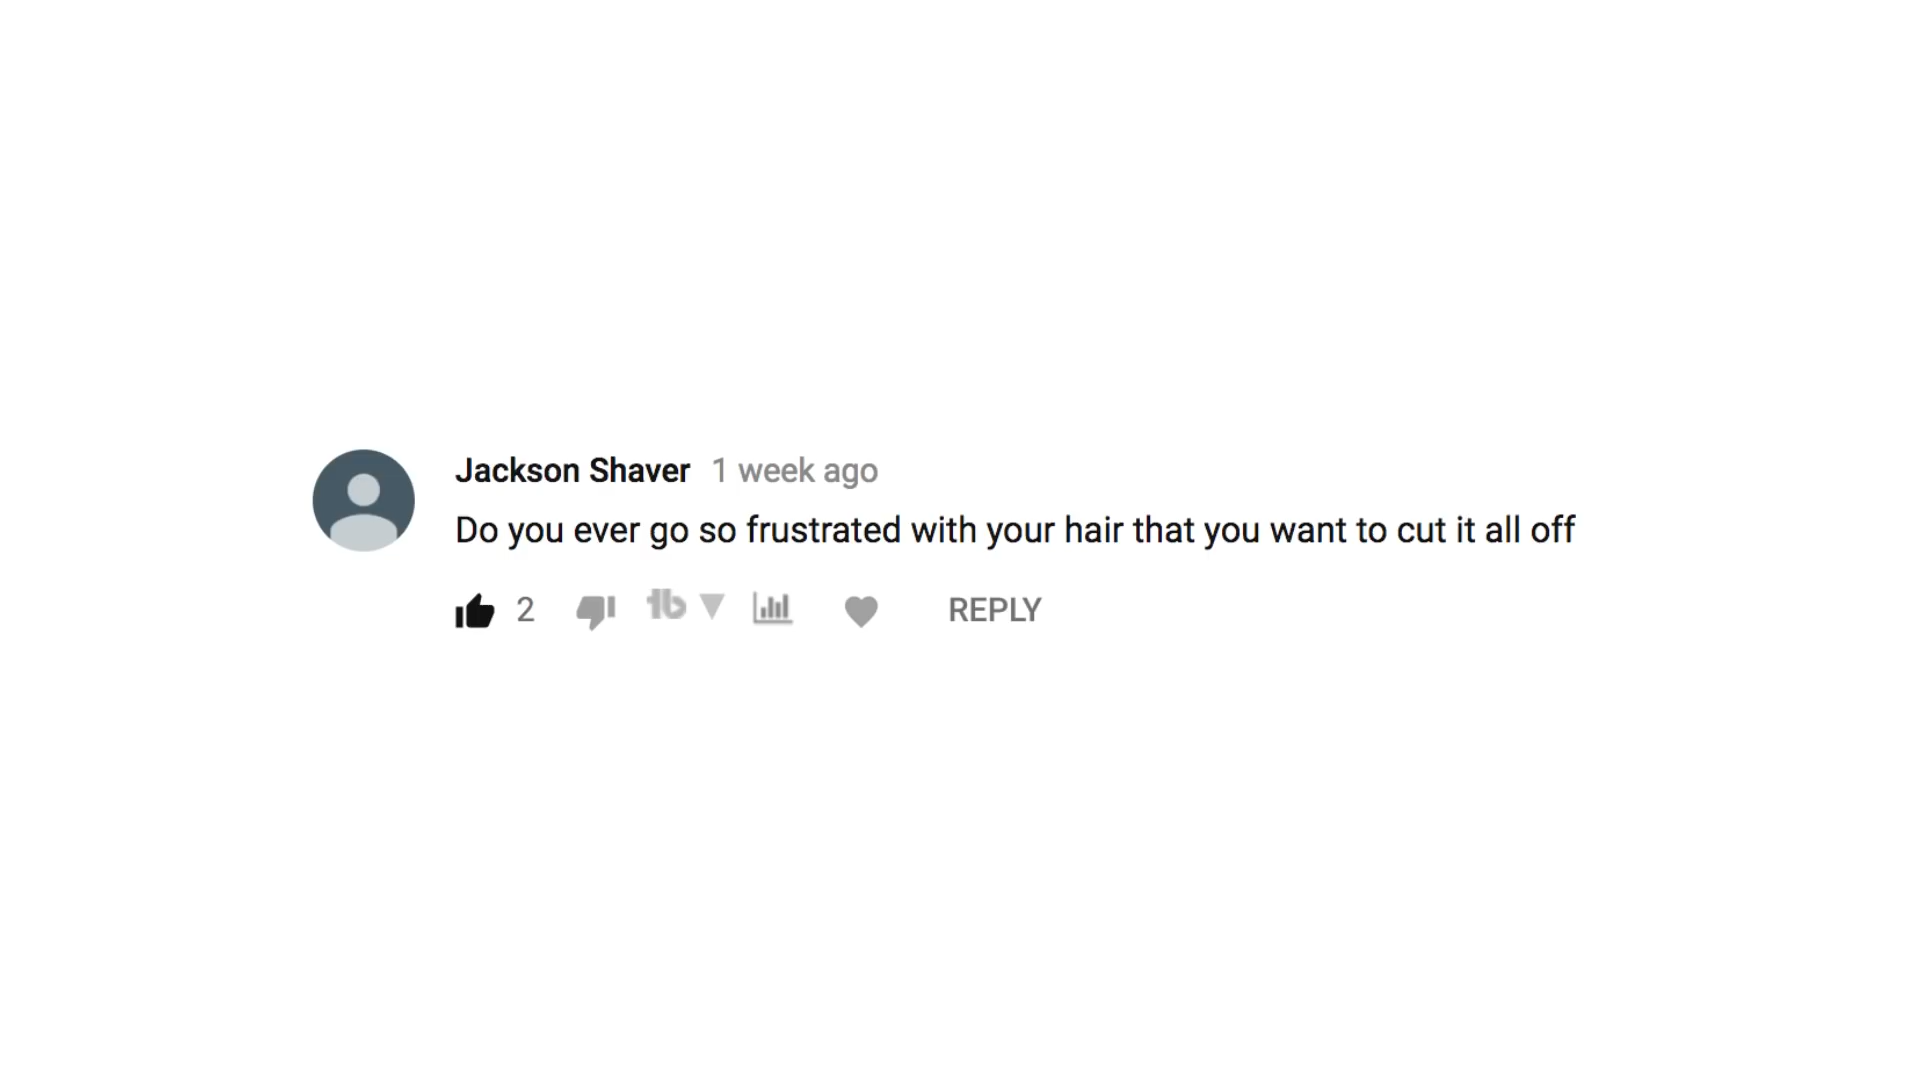 Jackson Shaver 1 week ago
Do you ever go so frustrated with your hair that you want to cut it all off
2 tb REPLY